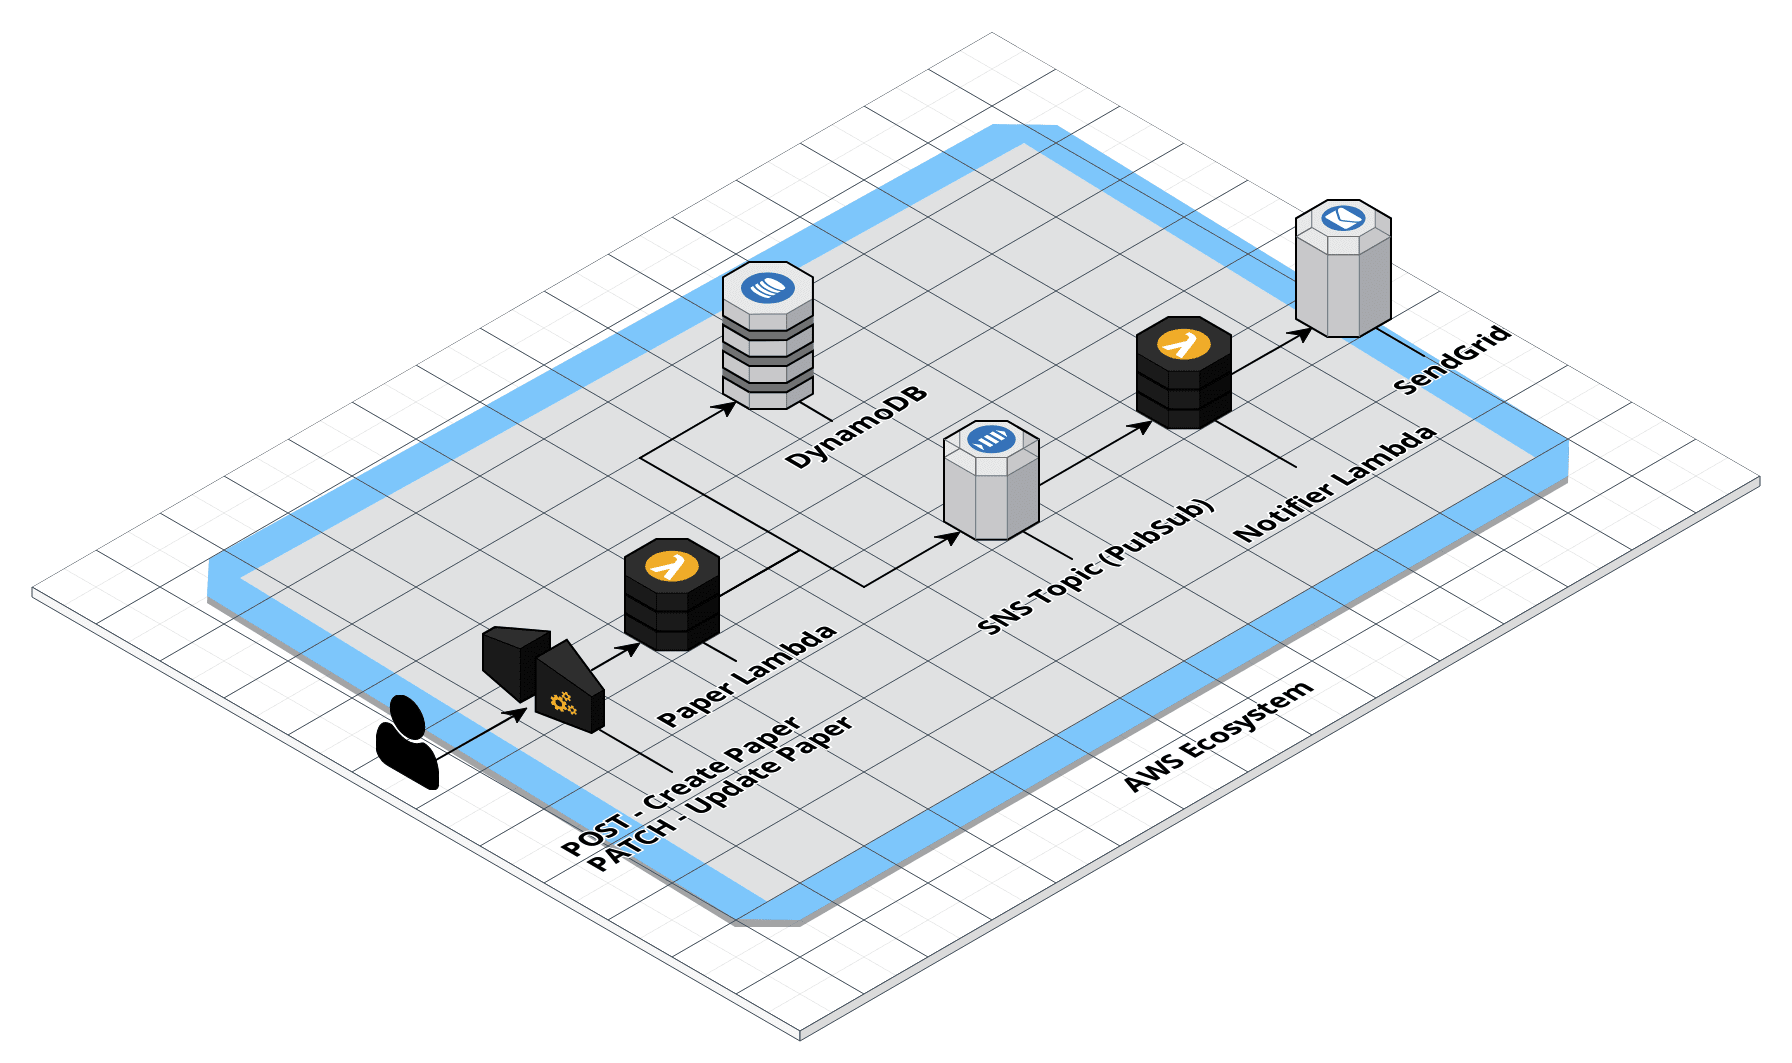 SendGrid
DynamoDB
Notifier Lambda
SNS Topic (PubSub)
Paper Lambda
POST - Create Paper
PATCH - Update Paper
AWS Ecosystem